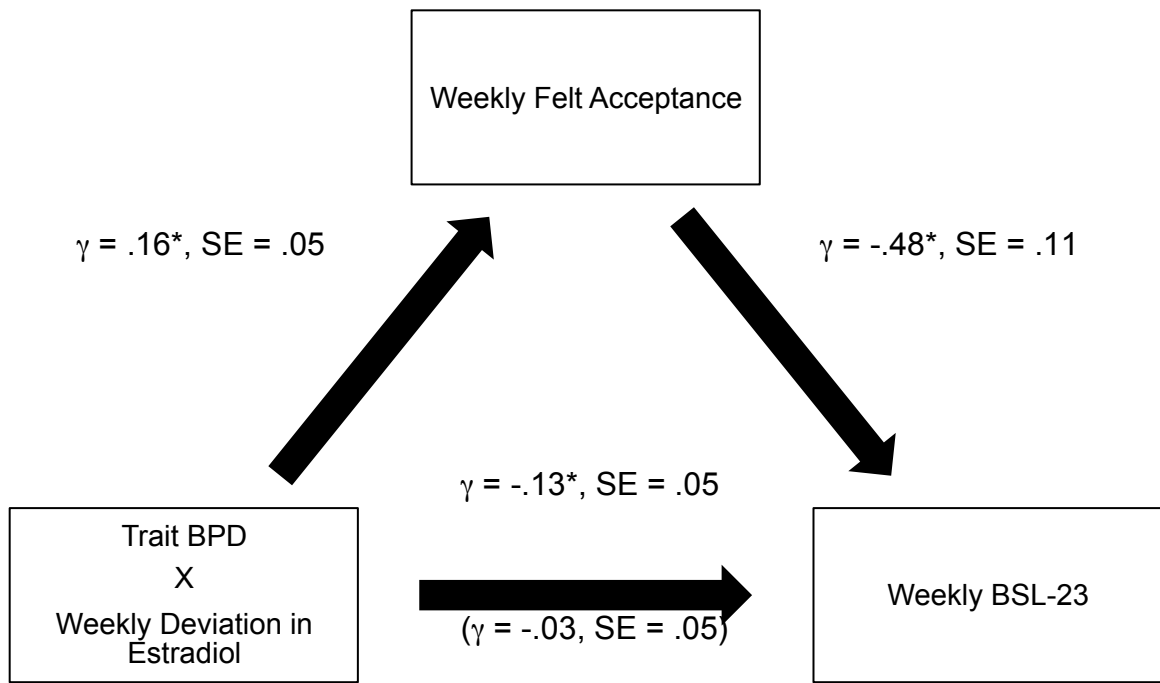 Weekly Felt Acceptance
γ = .16*, SE = .05
γ = -.48*, SE = .11
γ = -.13*, SE = .05
Trait BPD
X
Weekly Deviation in
Estradiol
(γ = -.03, SE = .05)
Weekly BSL-23